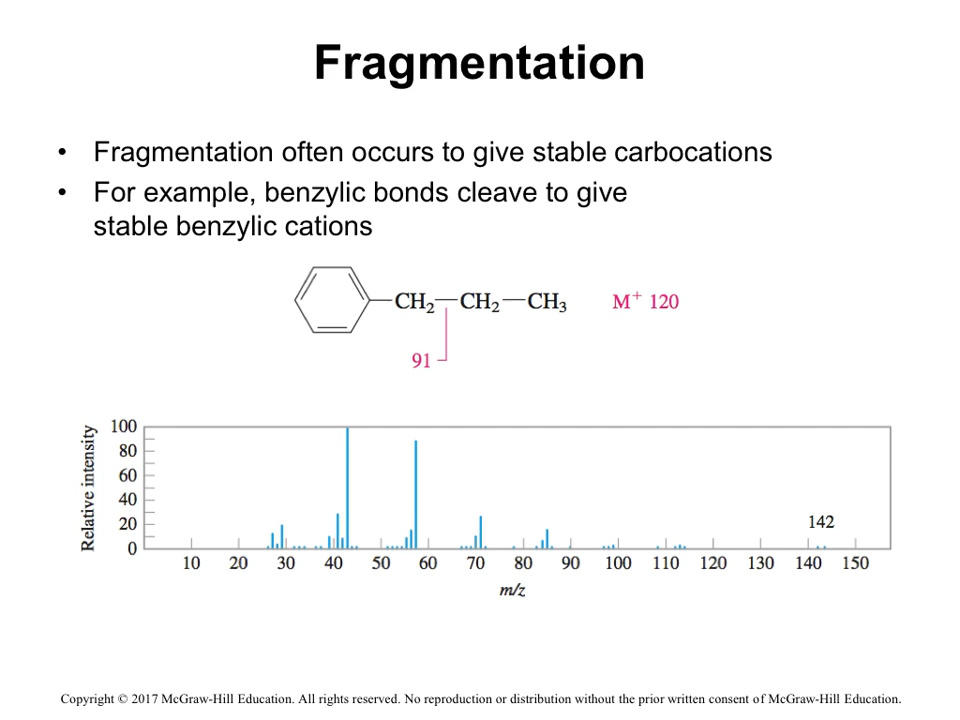 Fragmentation
• Fragmentation often occurs to give stable carbocations
• For example, benzylic bonds cleave to give
stable benzylic cations
CH₂—CH₂—CH₃ M⁺ 120
91
Relative intensity
100
80
60
40
20
0
142
10 20 30 40 50 60 70 80 90 100 110 120 130 140 150
m/z
Copyright © 2017 McGraw-Hill Education. All rights reserved. No reproduction or distribution without the prior written consent of McGraw-Hill Education.